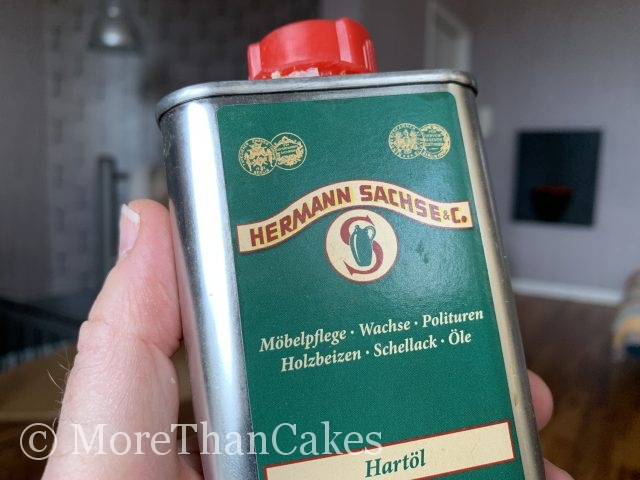 HERMANN SACHSE & C.
S
Möbelpflege · Wachse · Polituren
Holzbeizen · Schellack · Öle
Hartöl
© MoreThanCakes